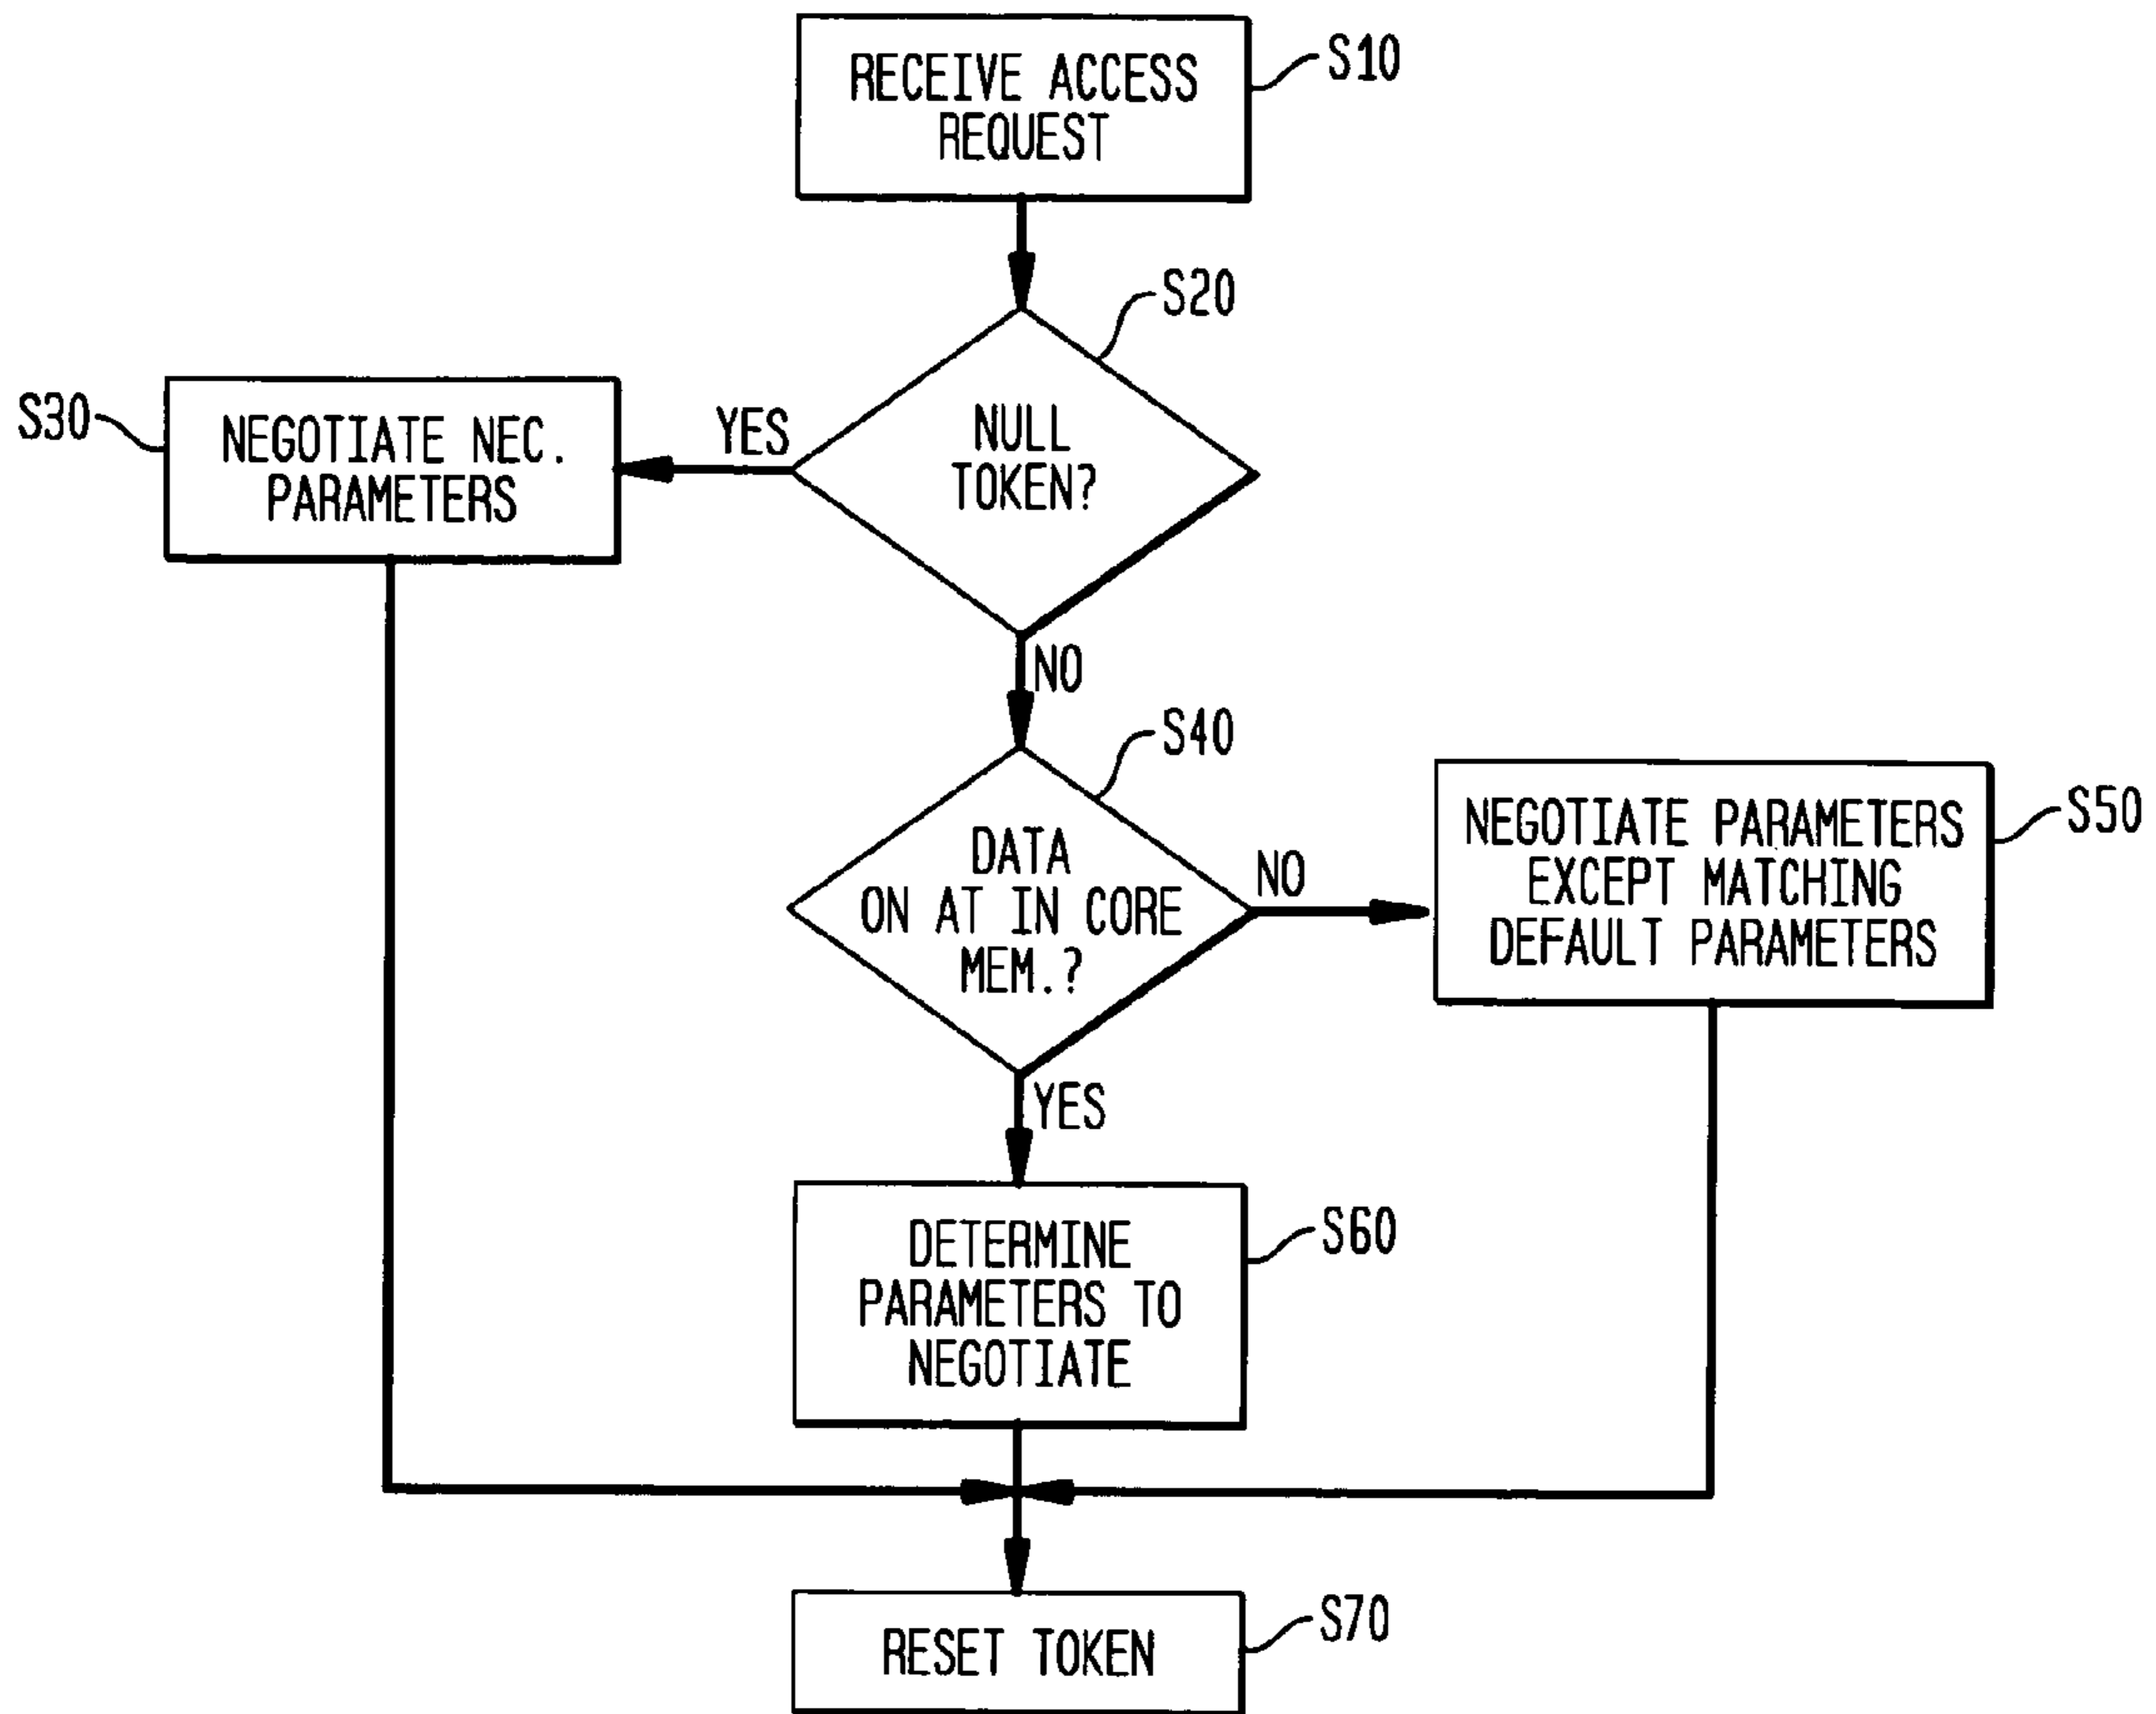 RECEIVE ACCESS
REQUEST
S10
S20
NULL
TOKEN?
YES
S30
NEGOTIATE NEC.
PARAMETERS
NO
S40
DATA
ON AT IN CORE
MEM.?
NO
S50
NEGOTIATE PARAMETERS
EXCEPT MATCHING
DEFAULT PARAMETERS
YES
S60
DETERMINE
PARAMETERS TO
NEGOTIATE
S70
RESET TOKEN